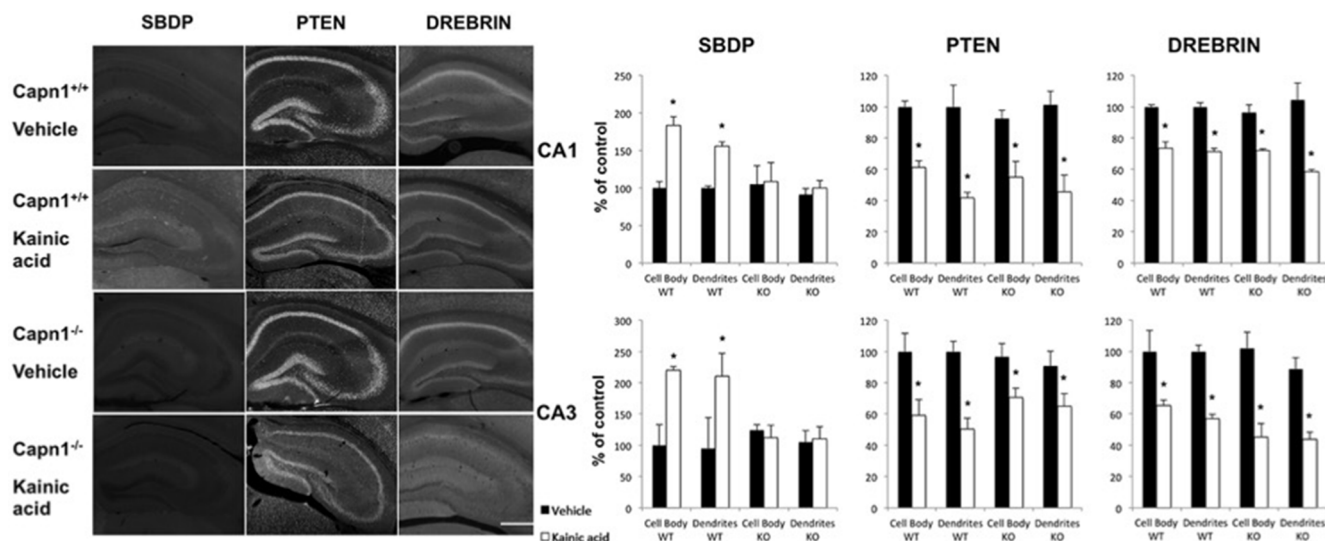 SBDP PTEN DREBRIN
Capn1+/+
Vehicle
Capn1+/+
Kainic
acid
Capn1-/-
Vehicle
Capn1-/-
Kainic
acid
SBDP PTEN DREBRIN
CA1
% of control
250
200
150
100
50
0
* *
Cell Body Dendrites Cell Body Dendrites
WT WT KO KO
120
100
80
60
40
20
0
* * * *
Cell Body Dendrites Cell Body Dendrites
WT WT KO KO
120
100
80
60
40
20
0
* * * *
Cell Body Dendrites Cell Body Dendrites
WT WT KO KO
CA3
% of control
300
250
200
150
100
50
0
* *
Cell Body Dendrites Cell Body Dendrites
WT WT KO KO
120
100
80
60
40
20
0
* * * *
Cell Body Dendrites Cell Body Dendrites
WT WT KO KO
120
100
80
60
40
20
0
* * * *
Cell Body Dendrites Cell Body Dendrites
WT WT KO KO
Vehicle
Kainic acid